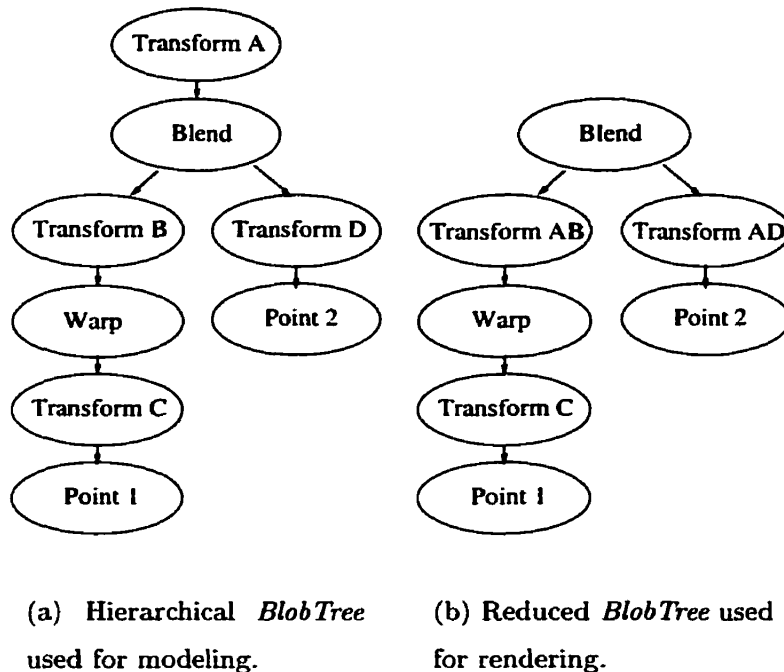 Transform A
Blend
Blend
Transform B
Transform D
Transform AB
Transform AD
Warp
Point 2
Warp
Point 2
Transform C
Transform C
Point 1
Point 1
(a) Hierarchical BlobTree
used for modeling.
(b) Reduced BlobTree used
for rendering.